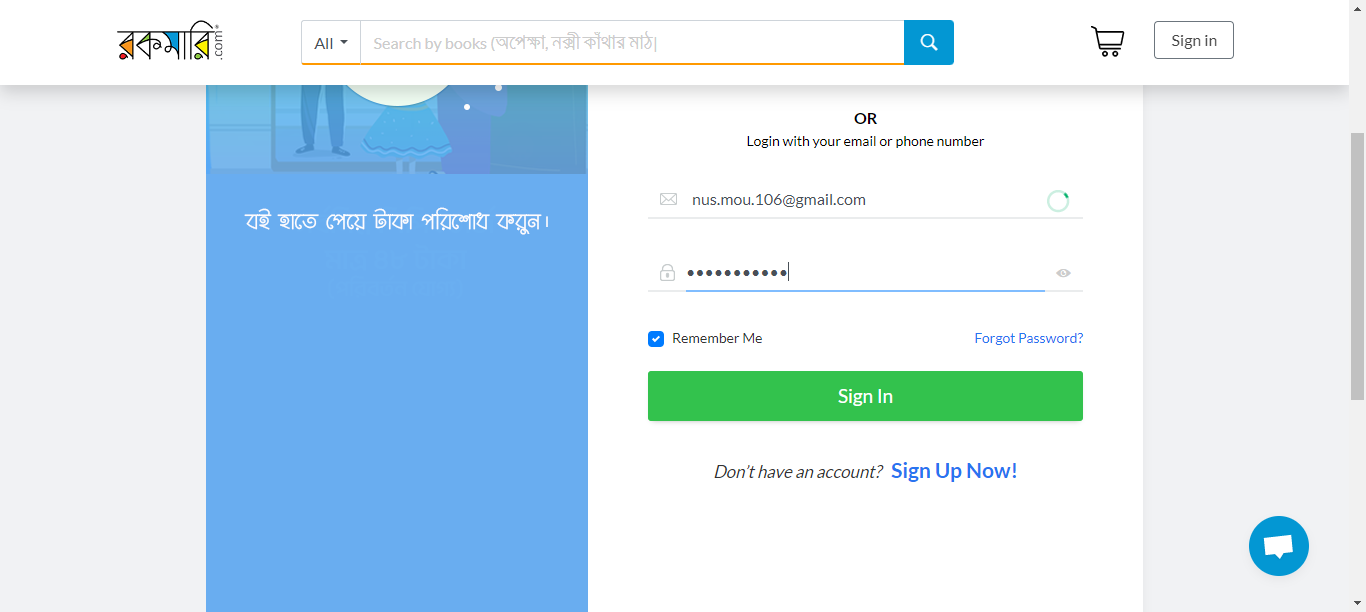 রকমারি.com
All
Search by books (অপেক্ষা, নক্সী কাঁথার মাঠ|
Sign in
OR
Login with your email or phone number
nus.mou.106@gmail.com
•••••••••••
বই হাতে পেয়ে টাকা পরিশোধ করুন।
Remember Me
Forgot Password?
Sign In
Don't have an account? Sign Up Now!